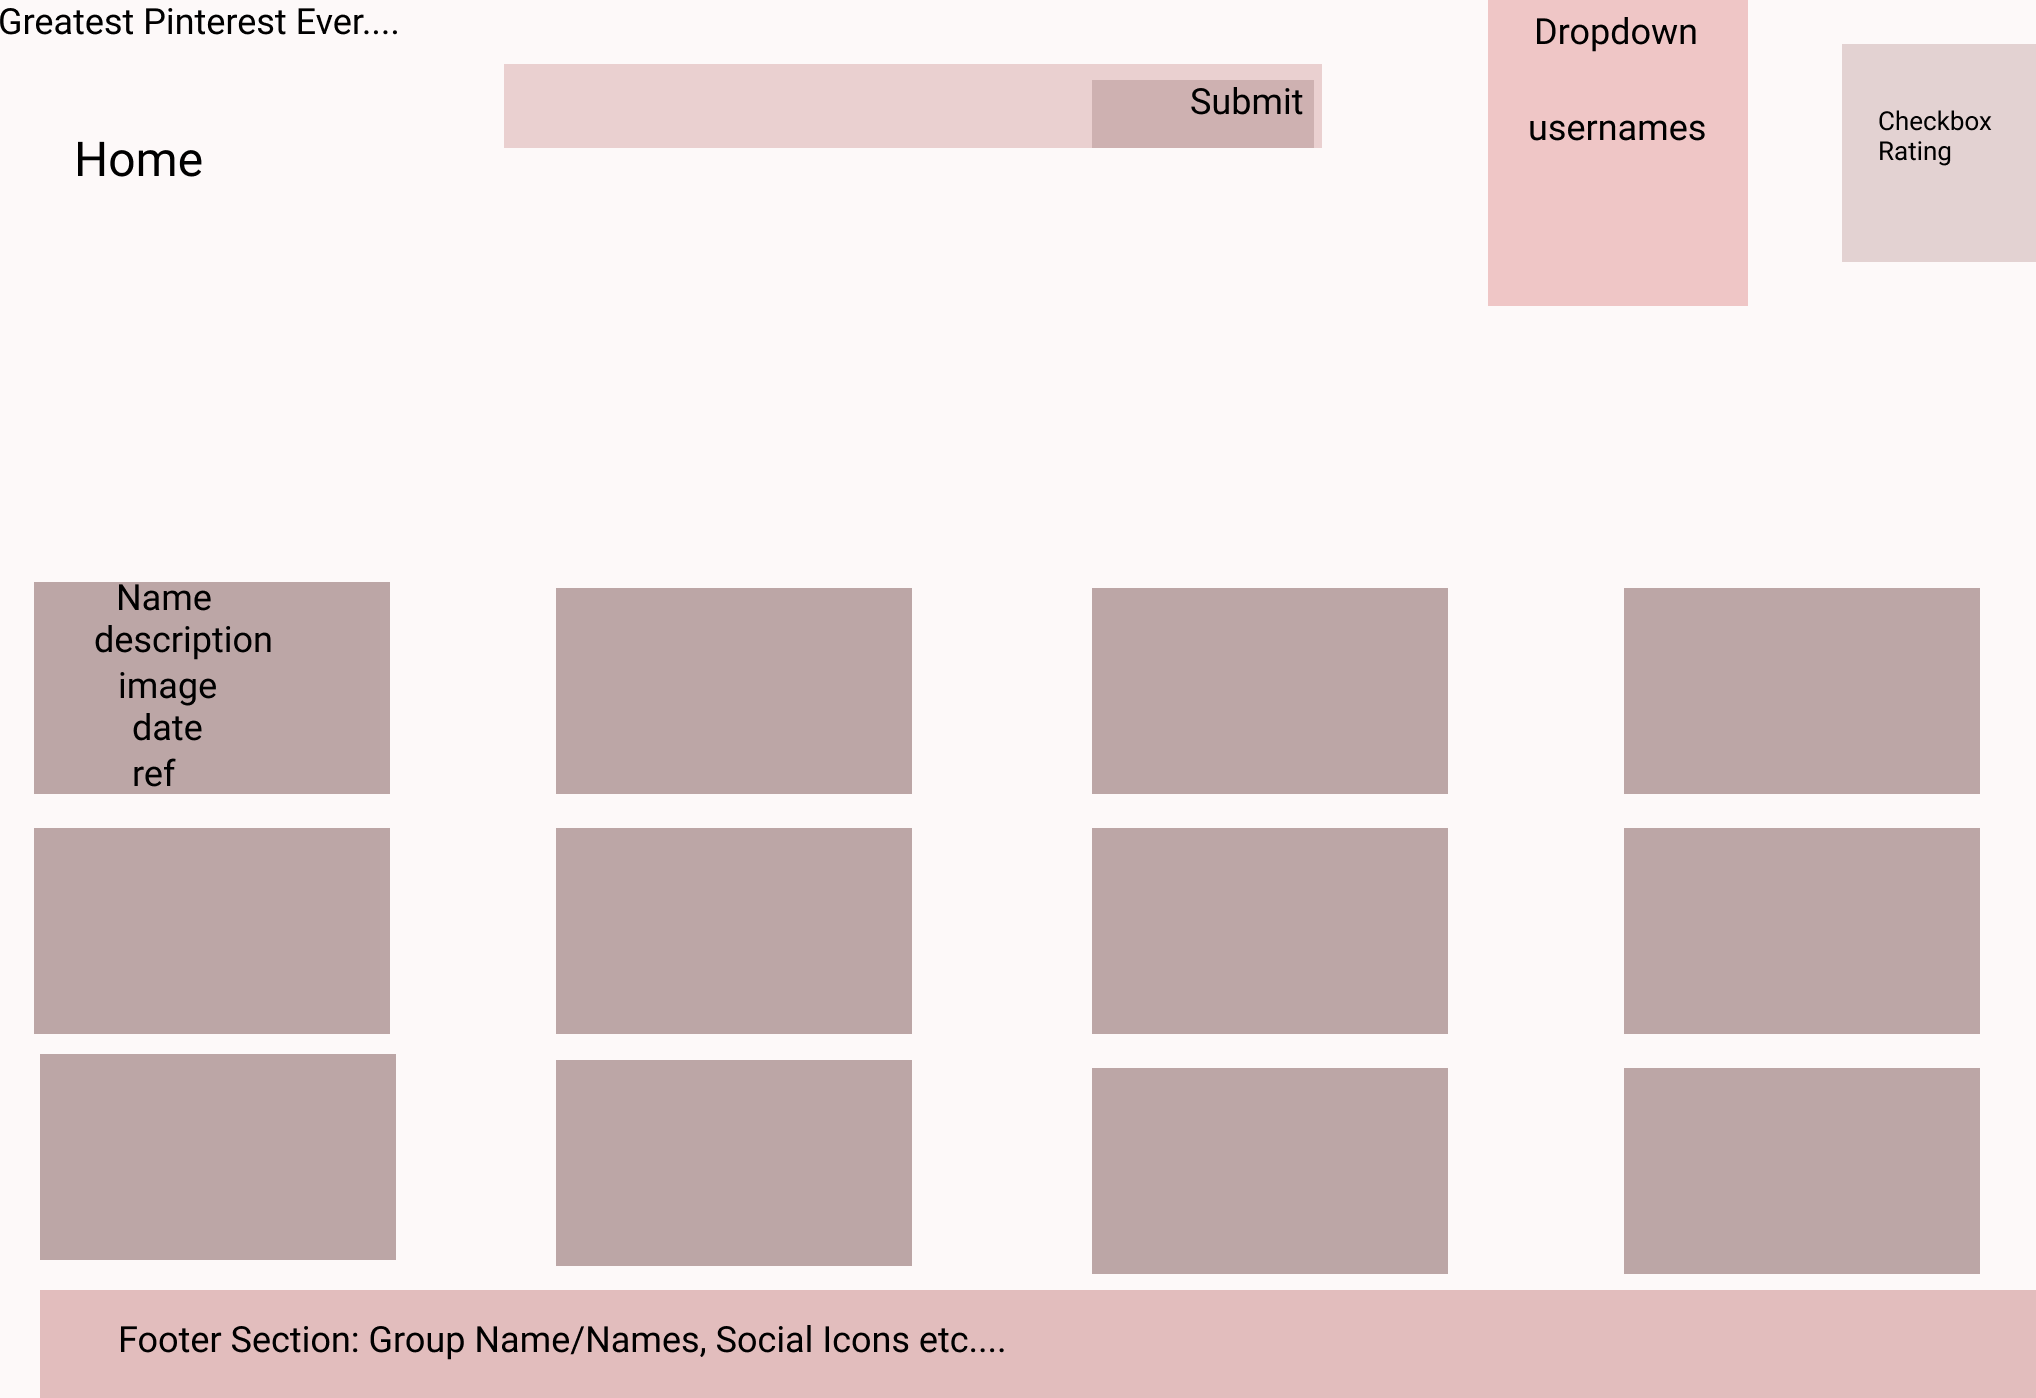 Greatest Pinterest Ever....
Home
Submit
Dropdown
usernames
Checkbox
Rating
Name
description
image
date
ref
Footer Section: Group Name/Names, Social Icons etc....